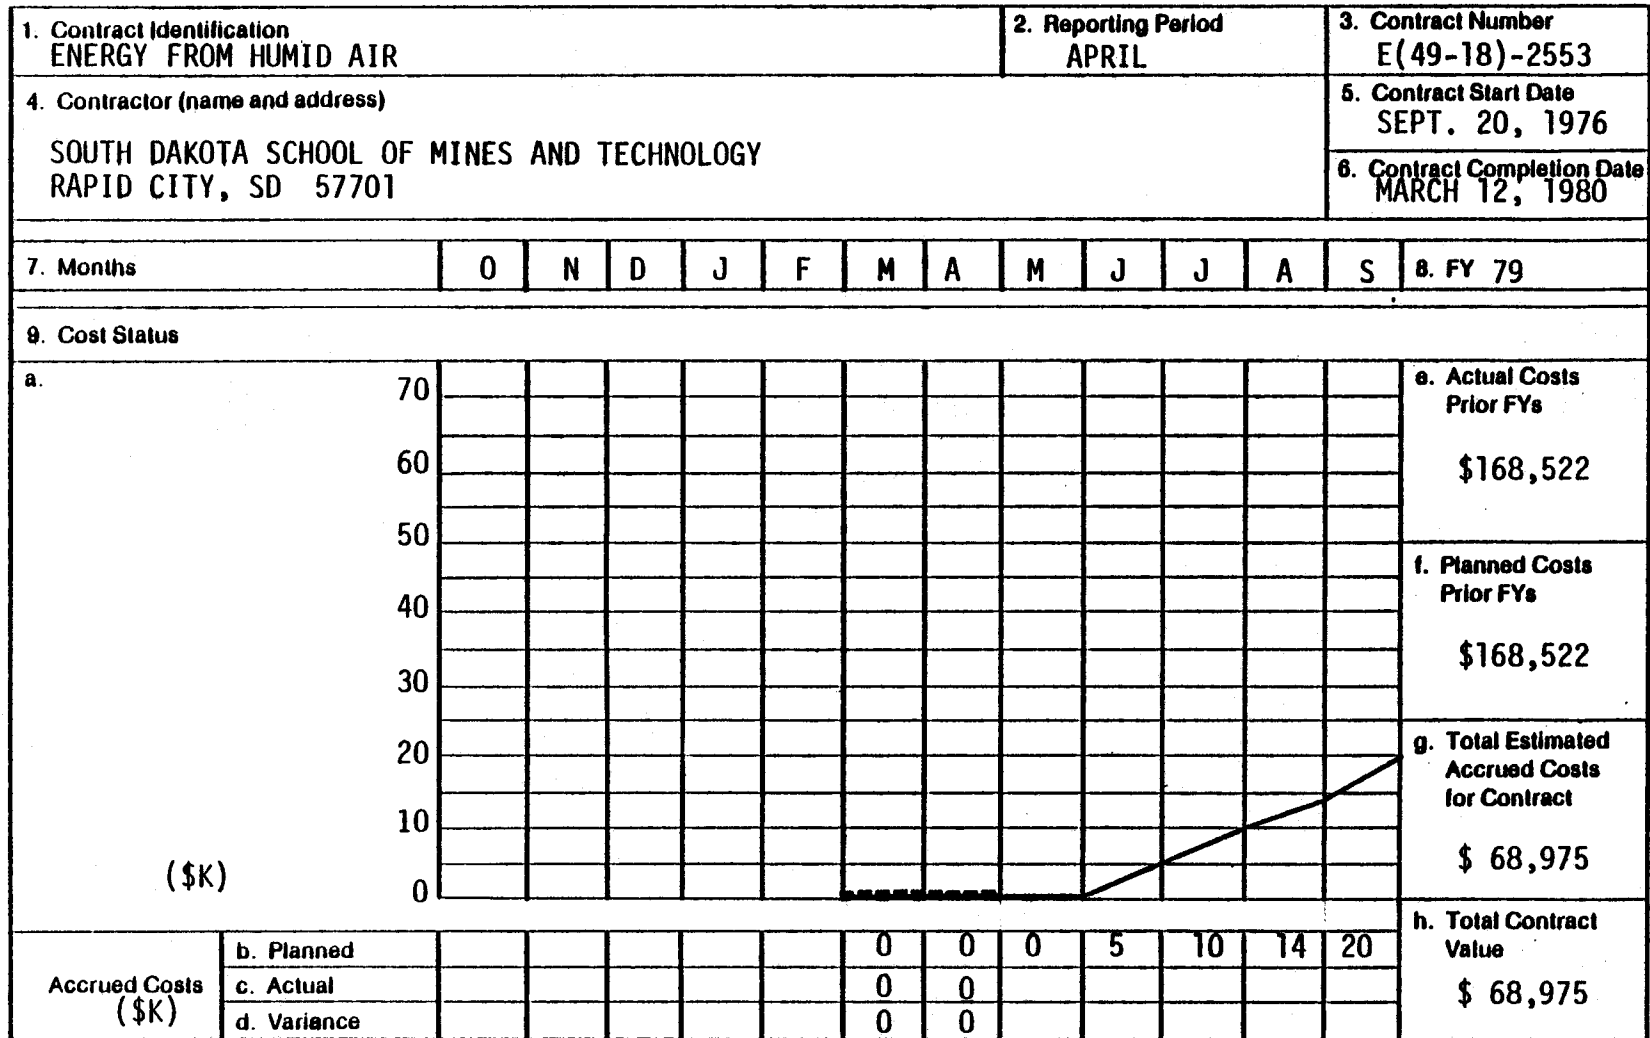 1. Contract Identification
ENERGY FROM HUMID AIR
2. Reporting Period
APRIL
3. Contract Number
E(49-18)-2553
4. Contractor (name and address)
SOUTH DAKOTA SCHOOL OF MINES AND TECHNOLOGY
RAPID CITY, SD 57701
5. Contract Start Date
SEPT. 20, 1976
6. Contract Completion Date
MARCH 12, 1980
7. Months O N D J F M A M J J A S 8. FY 79
9. Cost Status
a.
70
60
50
40
30
20
10
0
($K)
e. Actual Costs
Prior FYs
$168,522
f. Planned Costs
Prior FYs
$168,522
g. Total Estimated
Accrued Costs
for Contract
$ 68,975
h. Total Contract
Value
$ 68,975
Accrued Costs
($K)
b. Planned 0 0 0 5 10 14 20
c. Actual 0 0
d. Variance 0 0